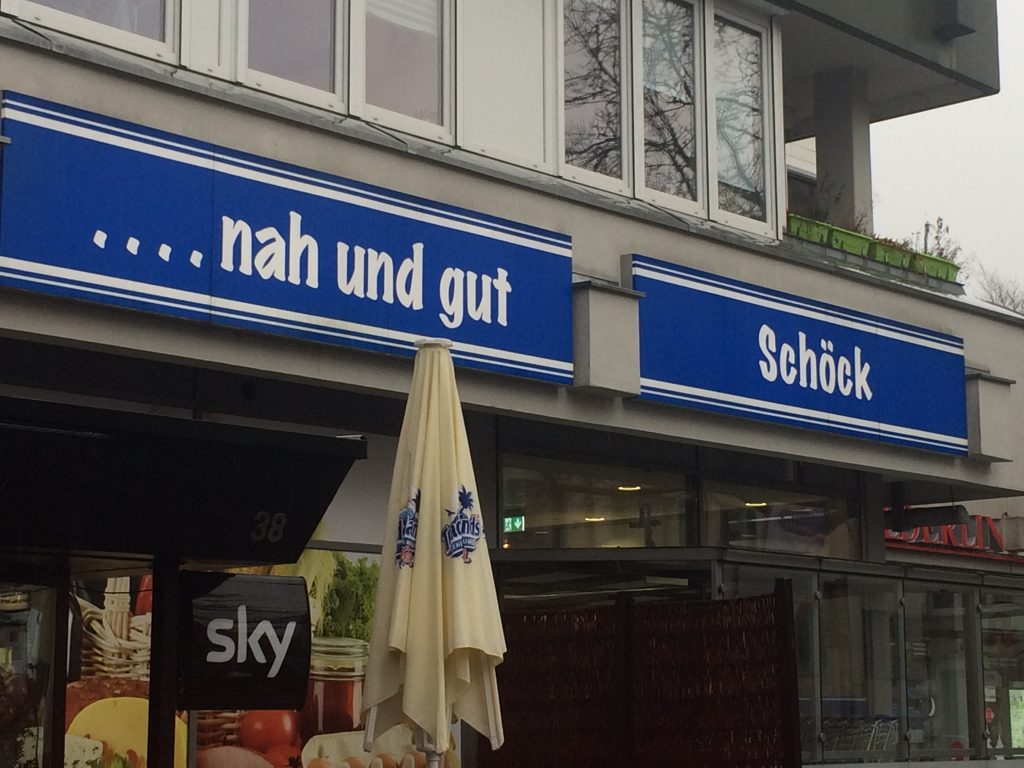 ....nah und gut
Schöck
38
sky